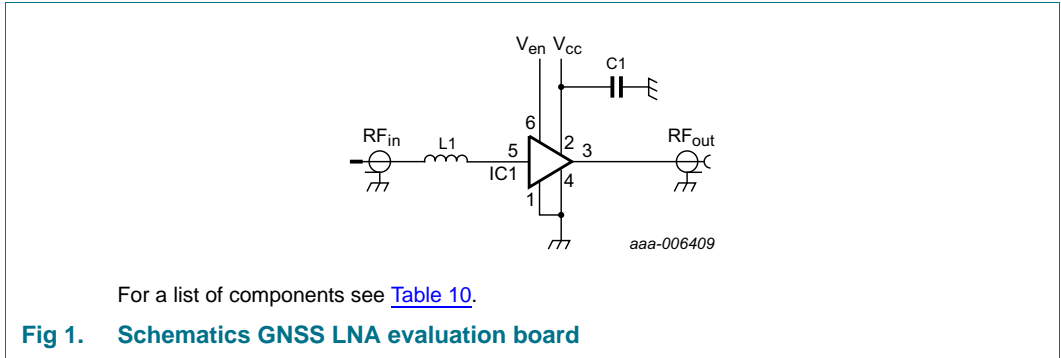 Ven Vcc
C1
6
RFin L1 5 2 3 RFout
IC1 4
1
aaa-006409
For a list of components see Table 10.
Fig 1. Schematics GNSS LNA evaluation board